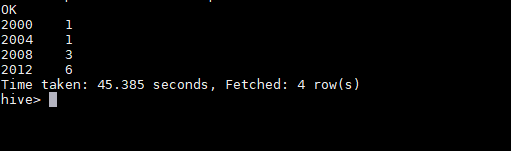 OK
2000    1
2004    1
2008    3
2012    6
Time taken: 45.385 seconds, Fetched: 4 row(s)
hive>